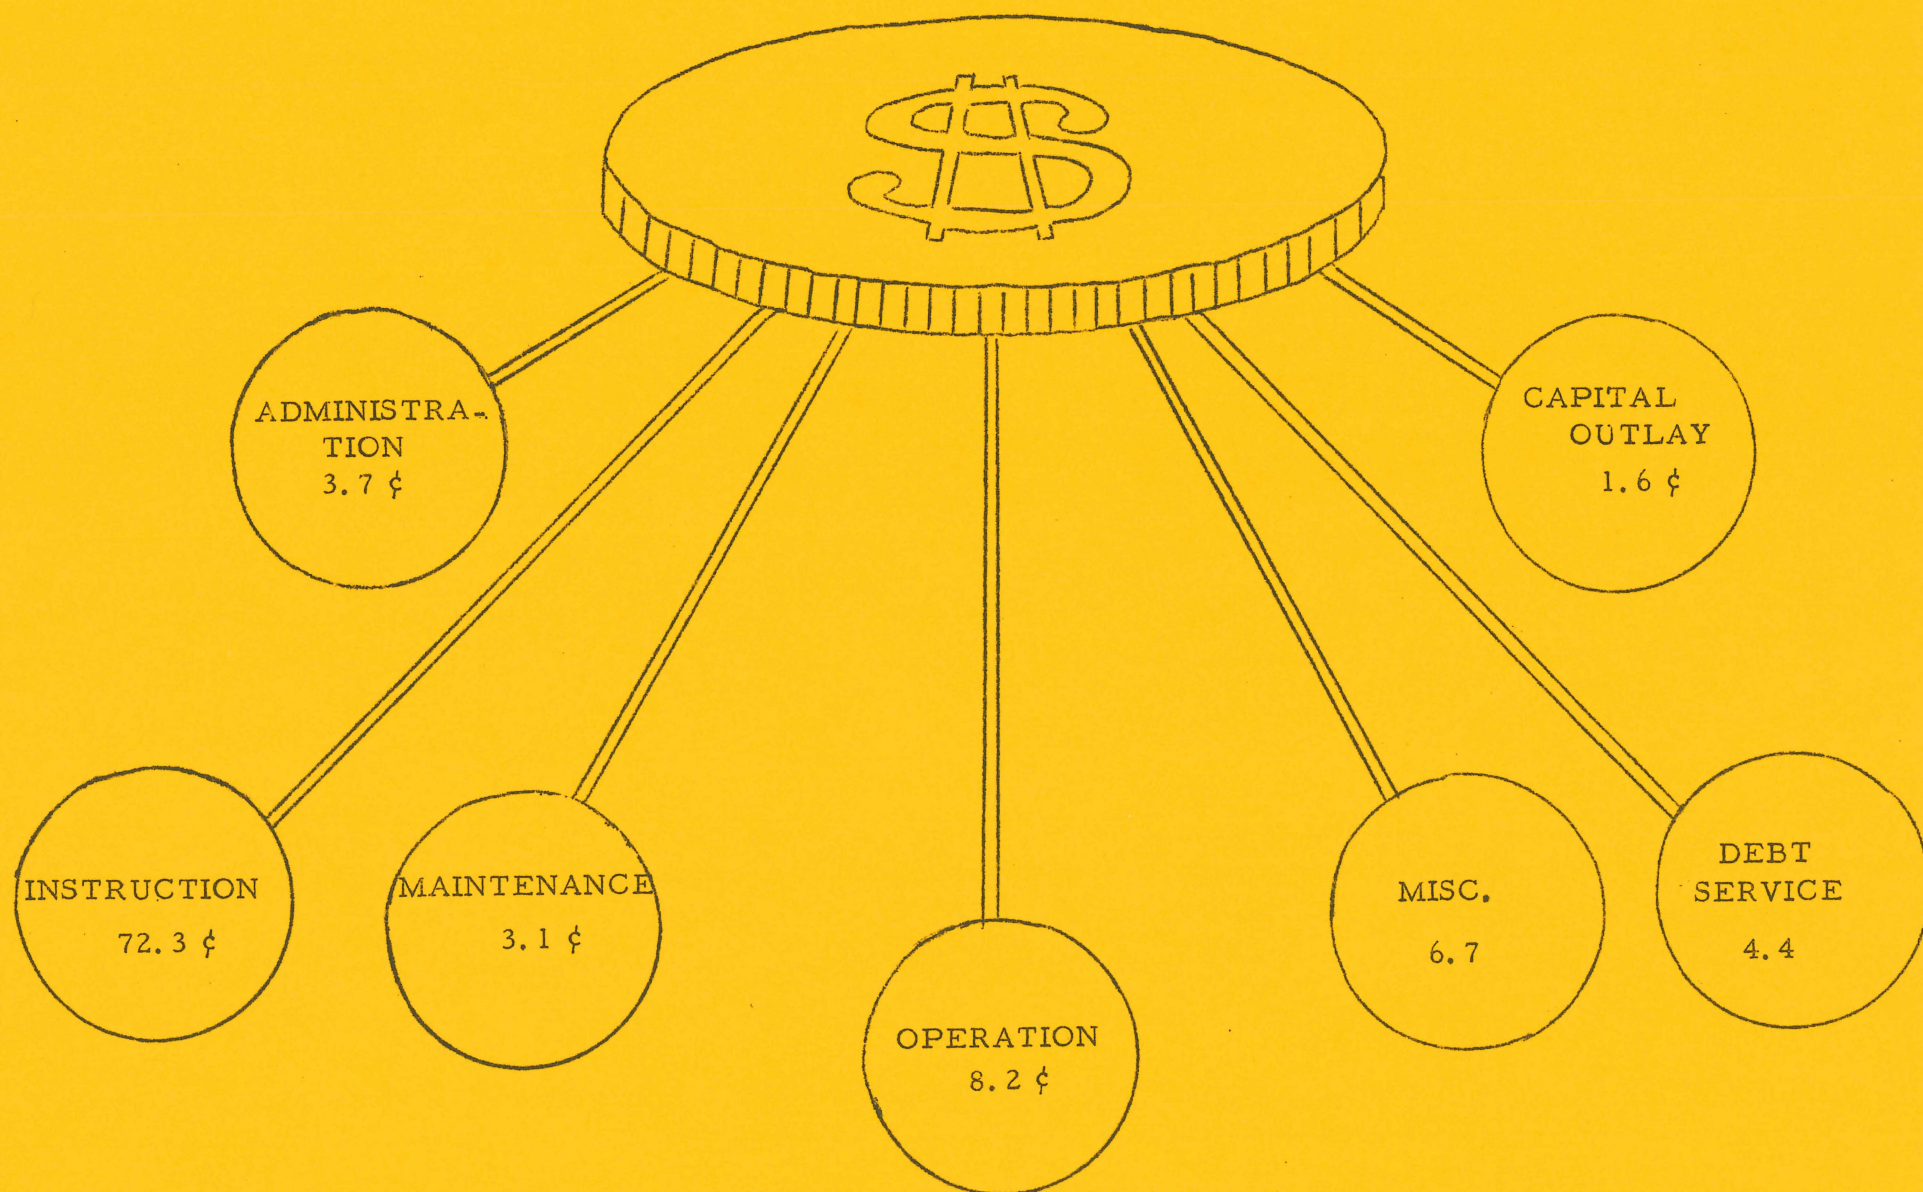 $
ADMINISTRA-
TION
3.7 ¢
CAPITAL
OUTLAY
1.6 ¢
INSTRUCTION
72.3 ¢
MAINTENANCE
3.1 ¢
OPERATION
8.2 ¢
MISC.
6.7
DEBT
SERVICE
4.4